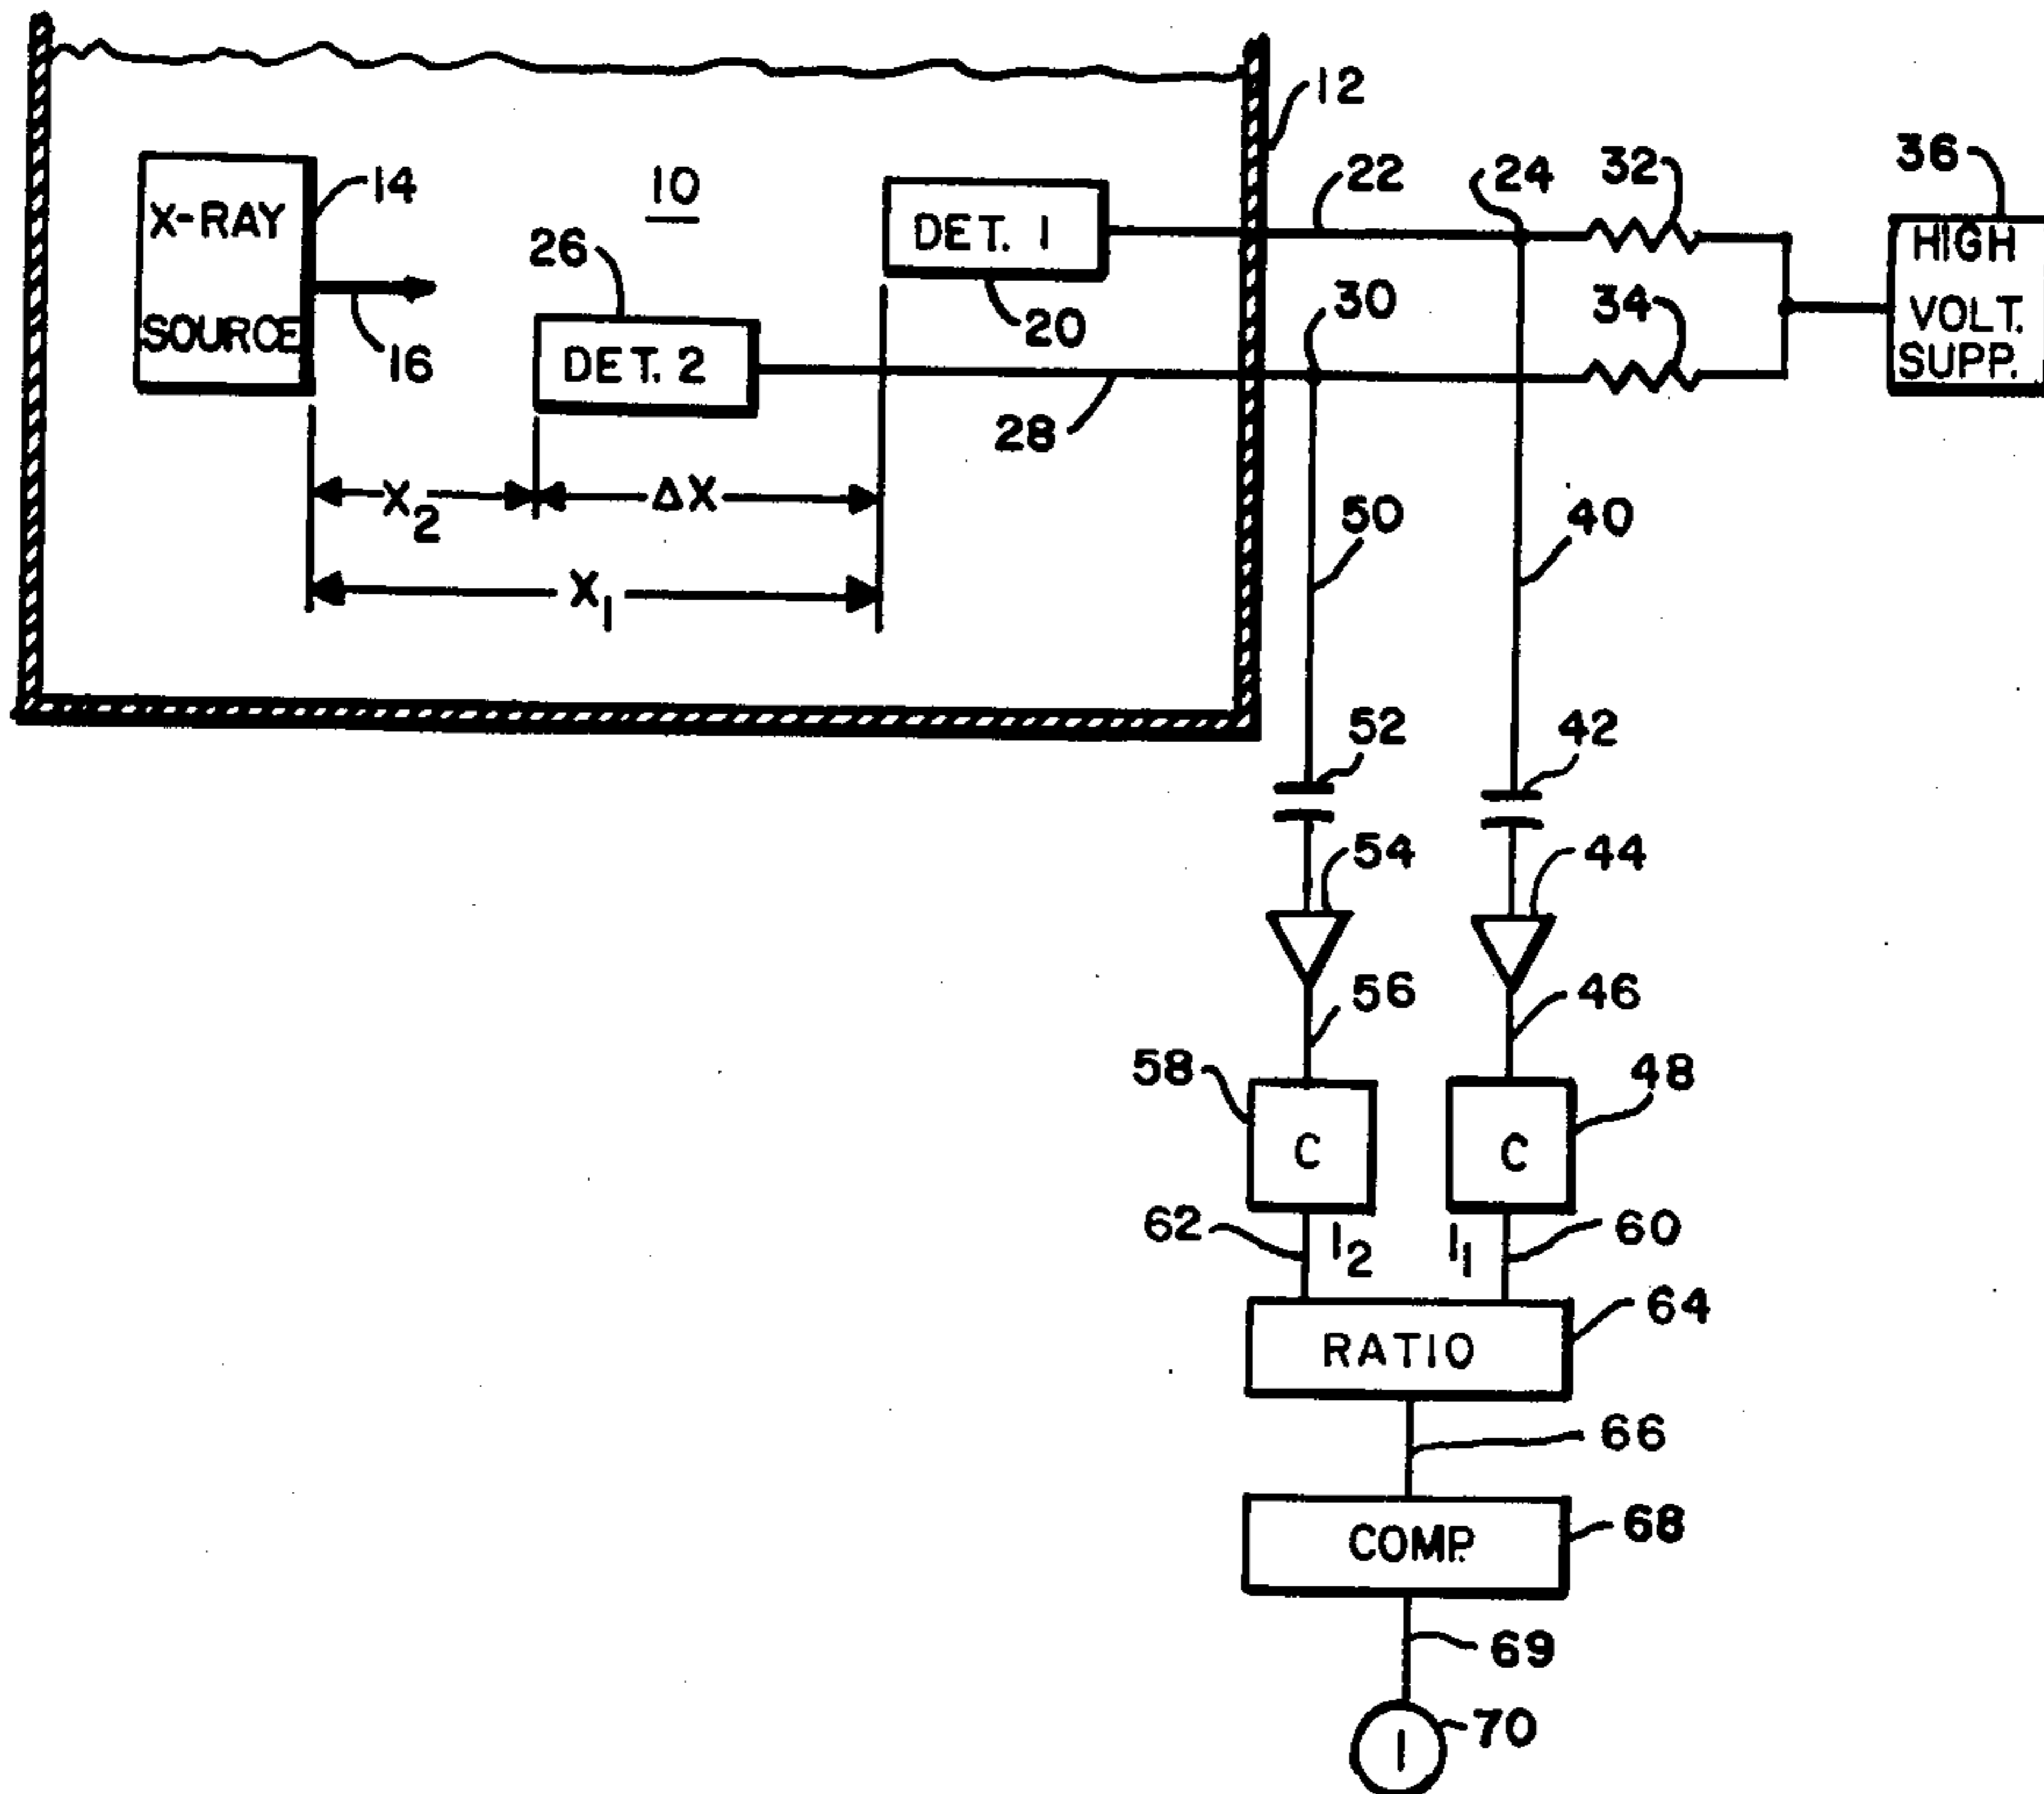 12
X-RAY
SOURCE
14
16
10
26
DET. 1
20
DET. 2
28
22
24
32
36
30
34
HIGH
VOLT.
SUPP.
X2
ΔX
X1
50
40
52
42
54
44
56
46
58
C
C
48
62
I2
I1
60
RATIO
64
66
COMP.
68
69
I
70